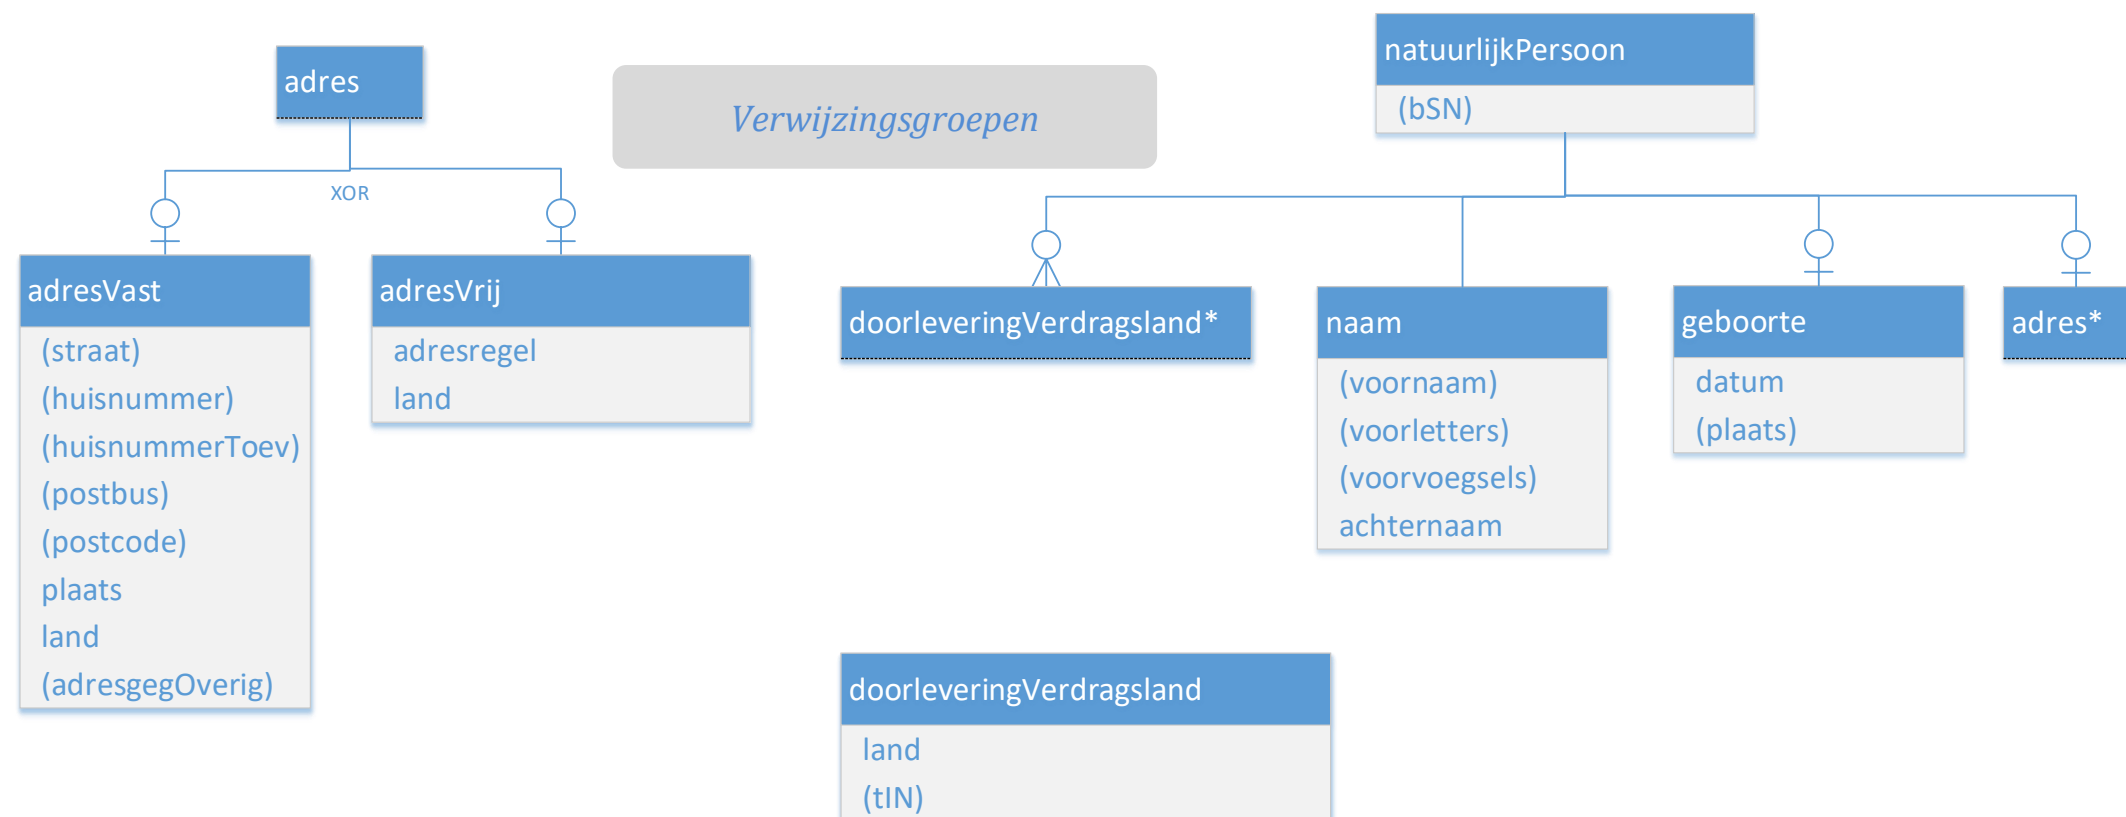 adres
Verwijzingsgroepen
natuurlijkPersoon
(bSN)
XOR
adresVast
(straat)
(huisnummer)
(huisnummerToev)
(postbus)
(postcode)
plaats
land
(adresgegOverig)
adresVrij
adresregel
land
doorleveringVerdragsland*
naam
(voornaam)
(voorletters)
(voorvoegsels)
achternaam
geboorte
datum
(plaats)
adres*
doorleveringVerdragsland
land
(tIN)